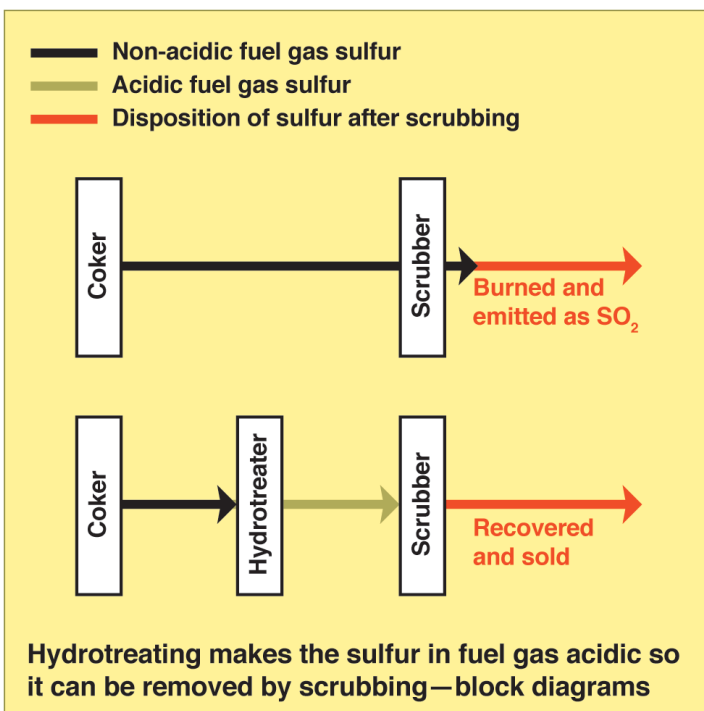 Non-acidic fuel gas sulfur
Acidic fuel gas sulfur
Disposition of sulfur after scrubbing
Coker
Scrubber
Burned and
emitted as SO₂
Coker
Hydrotreater
Scrubber
Recovered
and sold
Hydrotreating makes the sulfur in fuel gas acidic so
it can be removed by scrubbing—block diagrams